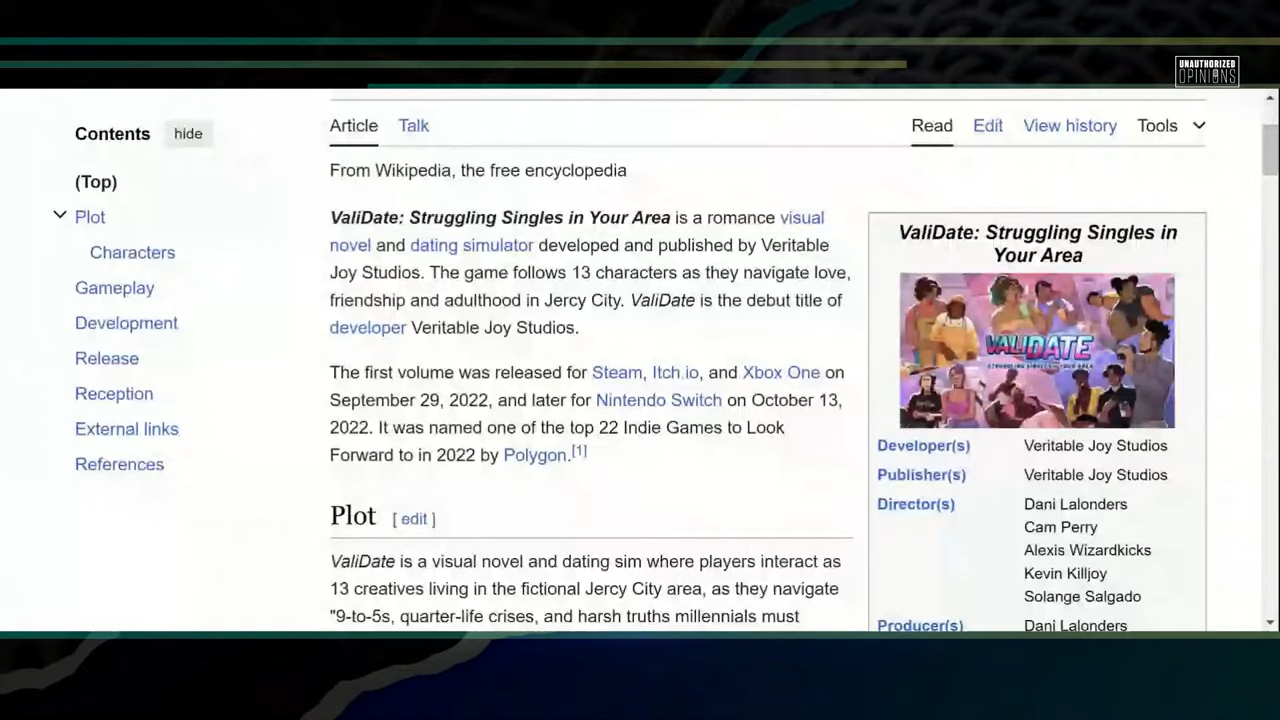 UNAUTHORIZED
OPINIONS
Contents hide
(Top)
Plot
Characters
Gameplay
Development
Release
Reception
External links
References
Article Talk
Read Edit View history Tools
From Wikipedia, the free encyclopedia
ValiDate: Struggling Singles in Your Area is a romance visual
novel and dating simulator developed and published by Veritable
Joy Studios. The game follows 13 characters as they navigate love,
friendship and adulthood in Jercy City. ValiDate is the debut title of
developer Veritable Joy Studios.
The first volume was released for Steam, Itch.io, and Xbox One on
September 29, 2022, and later for Nintendo Switch on October 13,
2022. It was named one of the top 22 Indie Games to Look
Forward to in 2022 by Polygon.[1]
Plot [ edit ]
ValiDate is a visual novel and dating sim where players interact as
13 creatives living in the fictional Jercy City area, as they navigate
"9-to-5s, quarter-life crises, and harsh truths millennials must
ValiDate: Struggling Singles in
Your Area
VALIDATE
STRUGGLING SINGLES IN YOUR AREA
Developer(s) Veritable Joy Studios
Publisher(s) Veritable Joy Studios
Director(s) Dani Lalonders
Cam Perry
Alexis Wizardkicks
Kevin Killjoy
Solange Salgado
Producer(s) Dani Lalonders